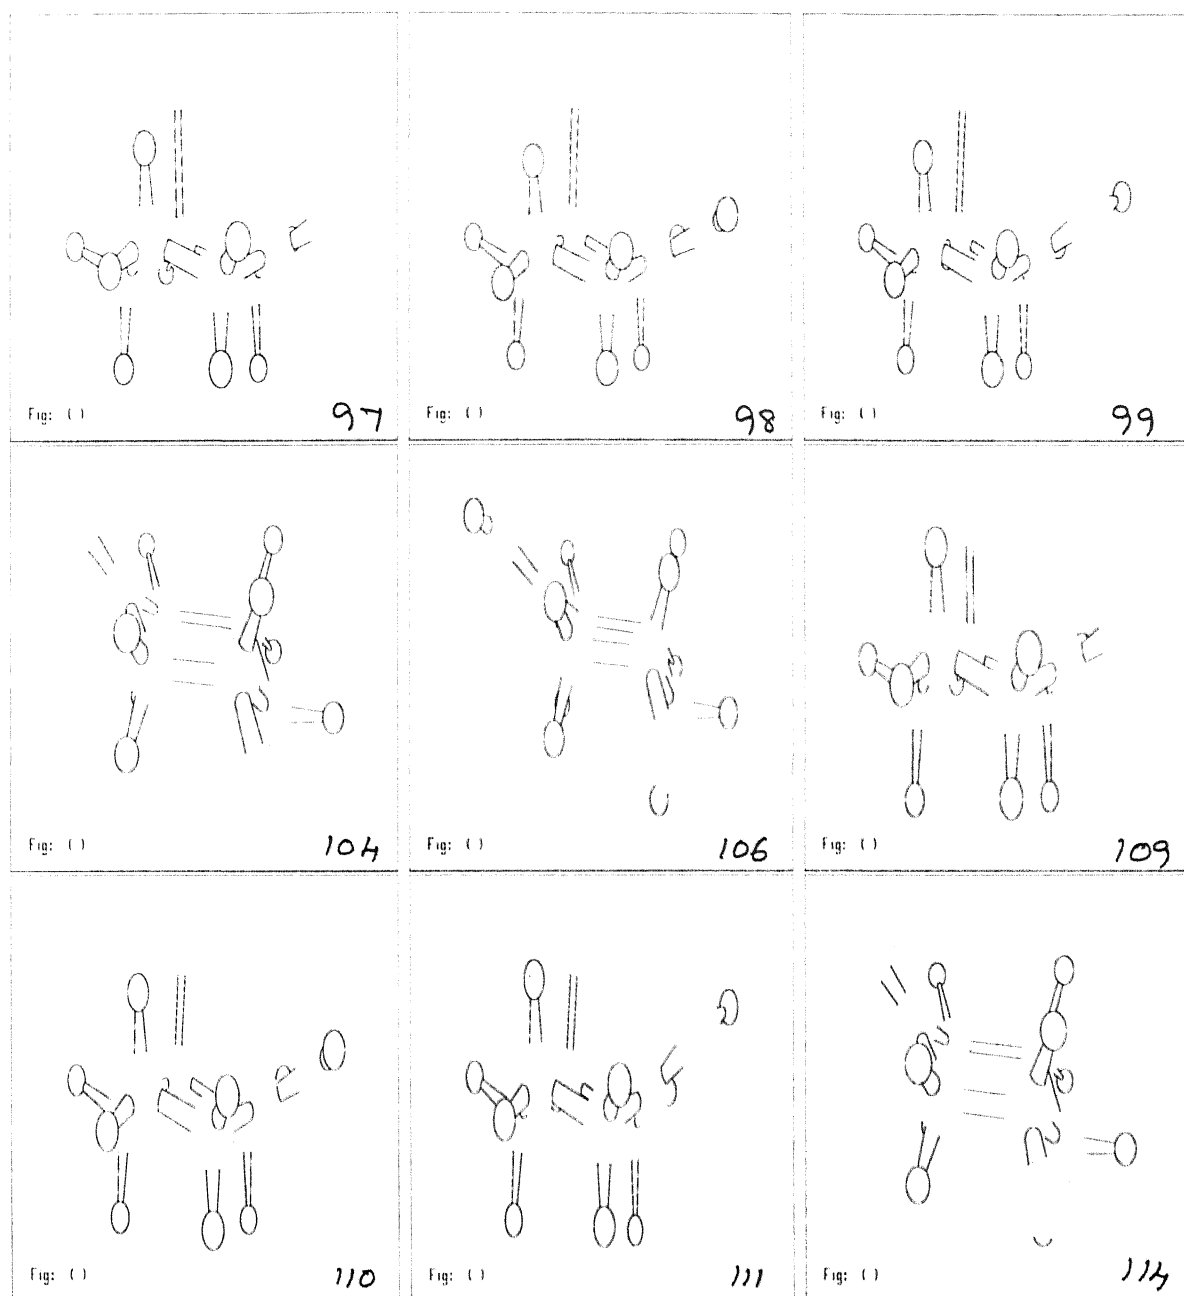 Fig: ( ) 97
Fig: ( ) 98
Fig: ( ) 99
Fig: ( ) 104
Fig: ( ) 106
Fig: ( ) 109
Fig: ( ) 110
Fig: ( ) 111
Fig: ( ) 114